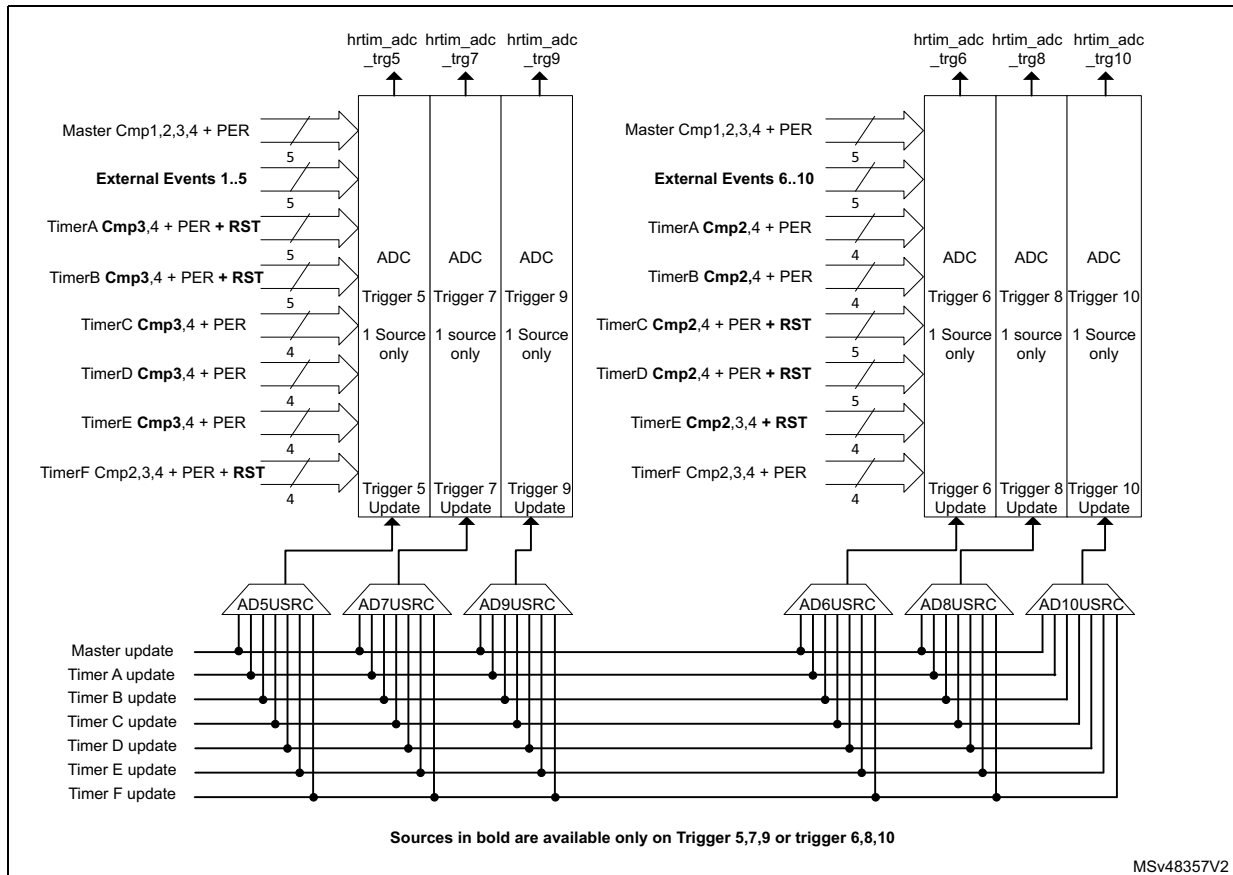 hrtim_adc
_trg5
hrtim_adc
_trg7
hrtim_adc
_trg9
Master Cmp1,2,3,4 + PER
5
External Events 1..5
5
TimerA Cmp3,4 + PER + RST
5
TimerB Cmp3,4 + PER + RST
5
TimerC Cmp3,4 + PER
4
TimerD Cmp3,4 + PER
4
TimerE Cmp3,4 + PER
4
TimerF Cmp2,3,4 + PER + RST
4
ADC
Trigger 5
1 Source
only
Trigger 5
Update
ADC
Trigger 7
1 source
only
Trigger 7
Update
ADC
Trigger 9
1 Source
only
Trigger 9
Update
hrtim_adc
_trg6
hrtim_adc
_trg8
hrtim_adc
_trg10
Master Cmp1,2,3,4 + PER
5
External Events 6..10
5
TimerA Cmp2,4 + PER
4
TimerB Cmp2,4 + PER
4
TimerC Cmp2,4 + PER + RST
5
TimerD Cmp2,4 + PER + RST
5
TimerE Cmp2,3,4 + RST
4
TimerF Cmp2,3,4 + PER
4
ADC
Trigger 6
1 Source
only
Trigger 6
Update
ADC
Trigger 8
1 source
only
Trigger 8
Update
ADC
Trigger 10
1 Source
only
Trigger 10
Update
AD5USRC
AD7USRC
AD9USRC
AD6USRC
AD8USRC
AD10USRC
Master update
Timer A update
Timer B update
Timer C update
Timer D update
Timer E update
Timer F update
Sources in bold are available only on Trigger 5,7,9 or trigger 6,8,10
MSv48357V2